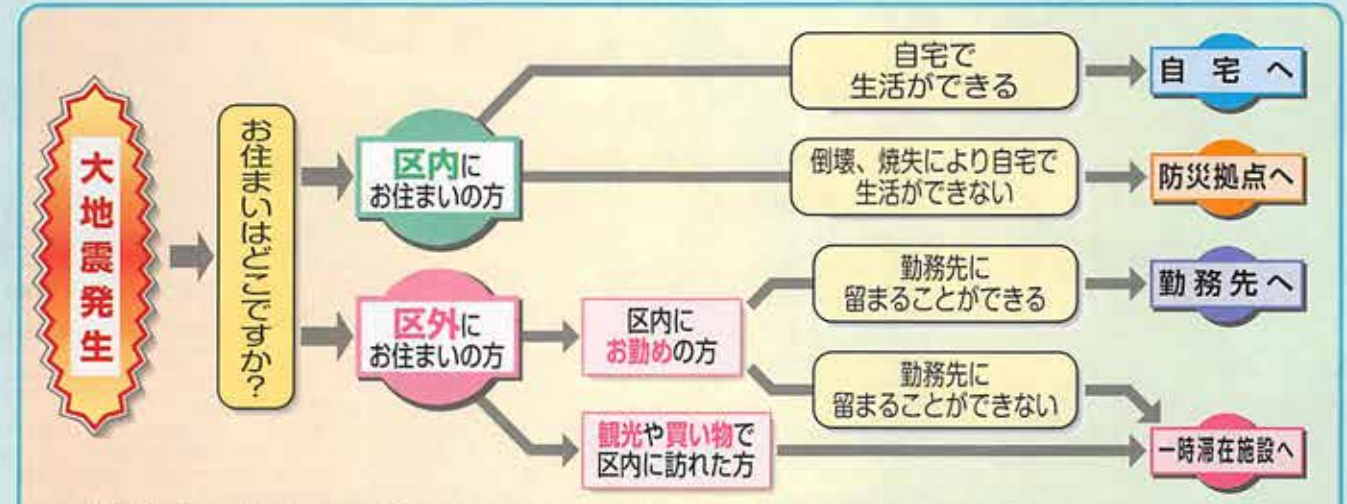 大地震発生
お住まいはどこですか？
区内に
お住まいの方
自宅で
生活ができる
自宅へ
倒壊、焼失により自宅で
生活ができない
防災拠点へ
区外に
お住まいの方
区内に
お勤めの方
勤務先に
留まることができる
勤務先へ
勤務先に
留まることができない
観光や買い物で
区内に訪れた方
一時滞在施設へ